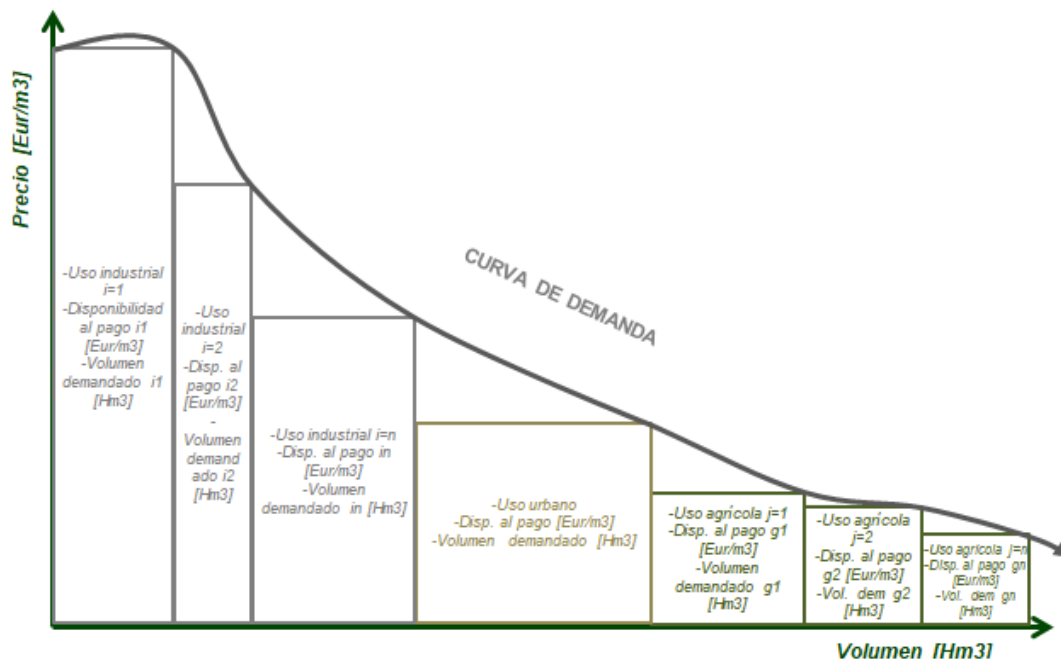 Precio [Eur/m3]
CURVA DE DEMANDA
-Uso industrial
i=1
-Disponibilidad
al pago i1
[Eur/m3]
-Volumen
demandado i1
[Hm3]
-Uso
industrial
i=2
-Disp. al
pago i2
[Eur/m3]
-
Volumen
demand
ado i2
[Hm3]
-Uso industrial i=n
-Disp. al pago in
[Eur/m3]
-Volumen
demandado in [Hm3]
-Uso urbano
-Disp. al pago [Eur/m3]
-Volumen demandado [Hm3]
-Uso agrícola j=1
-Disp. al pago g1
[Eur/m3]
-Volumen
demandado g1
[Hm3]
-Uso agrícola
j=2
-Disp. al pago
g2 [Eur/m3]
-Vol. dem g2
[Hm3]
-Uso agrícola j=n
-Disp. al pago gn
[Eur/m3]
-Vol. dem gn
[Hm3]
Volumen [Hm3]